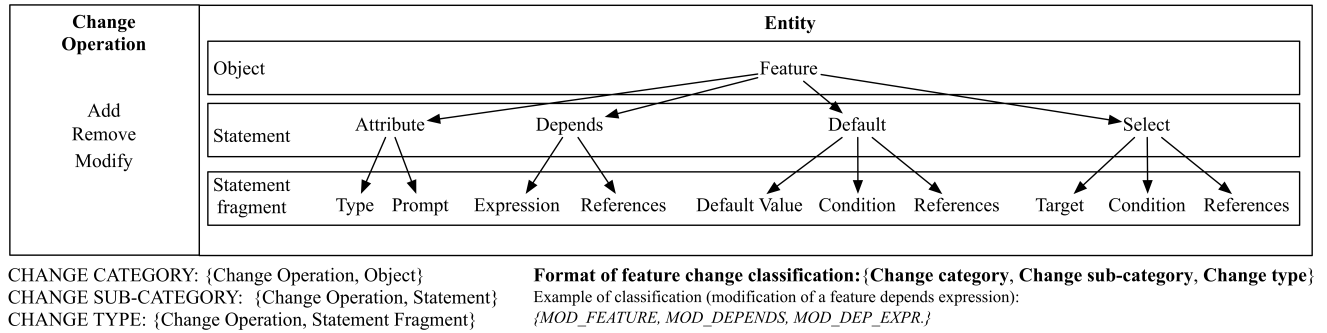 Change
Operation
Entity
Object
Feature
Add
Remove
Modify
Statement
Attribute
Depends
Default
Select
Statement
fragment
Type
Prompt
Expression
References
Default Value
Condition
References
Target
Condition
References
CHANGE CATEGORY: {Change Operation, Object}
CHANGE SUB-CATEGORY: {Change Operation, Statement}
CHANGE TYPE: {Change Operation, Statement Fragment}
Format of feature change classification:{Change category, Change sub-category, Change type}
Example of classification (modification of a feature depends expression):
{MOD_FEATURE, MOD_DEPENDS, MOD_DEP_EXPR.}